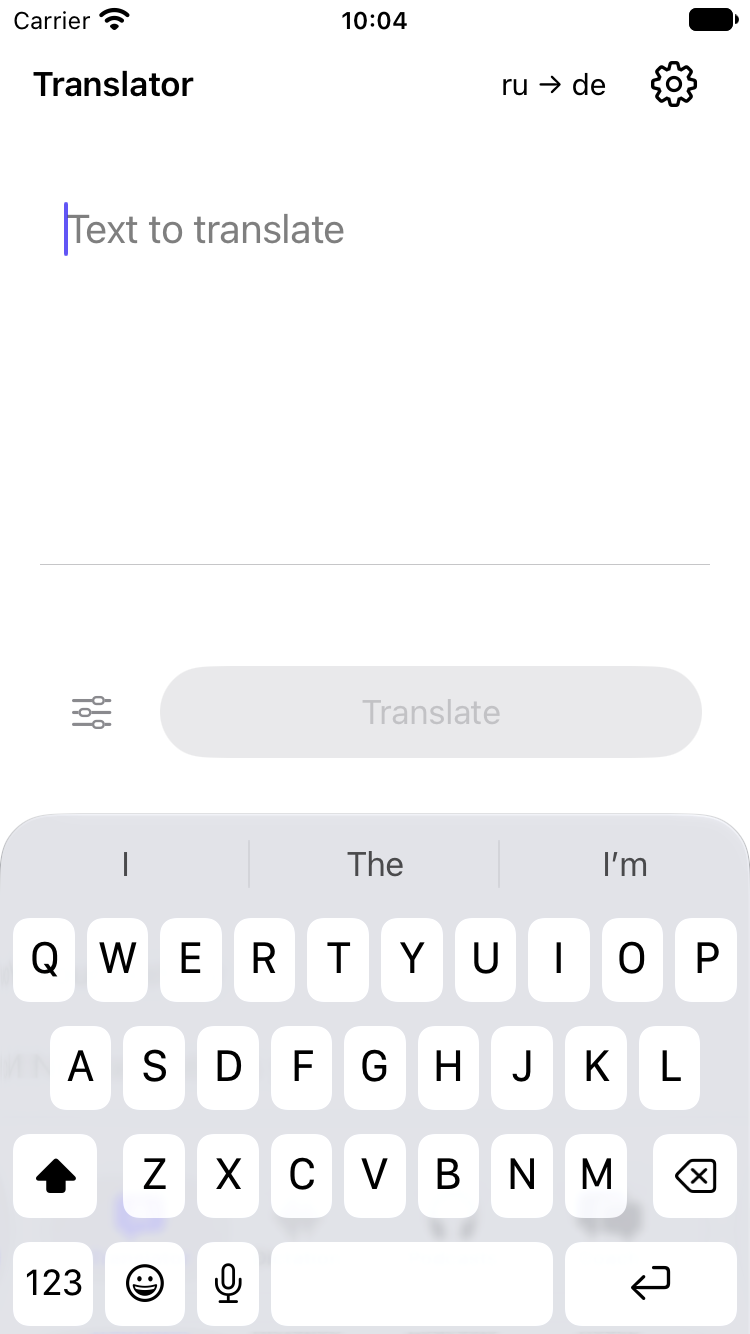 Carrier 10:04
Translator ru → de
Text to translate
Translate
I The I’m
Q W E R T Y U I O P
A S D F G H J K L
Z X C V B N M
123